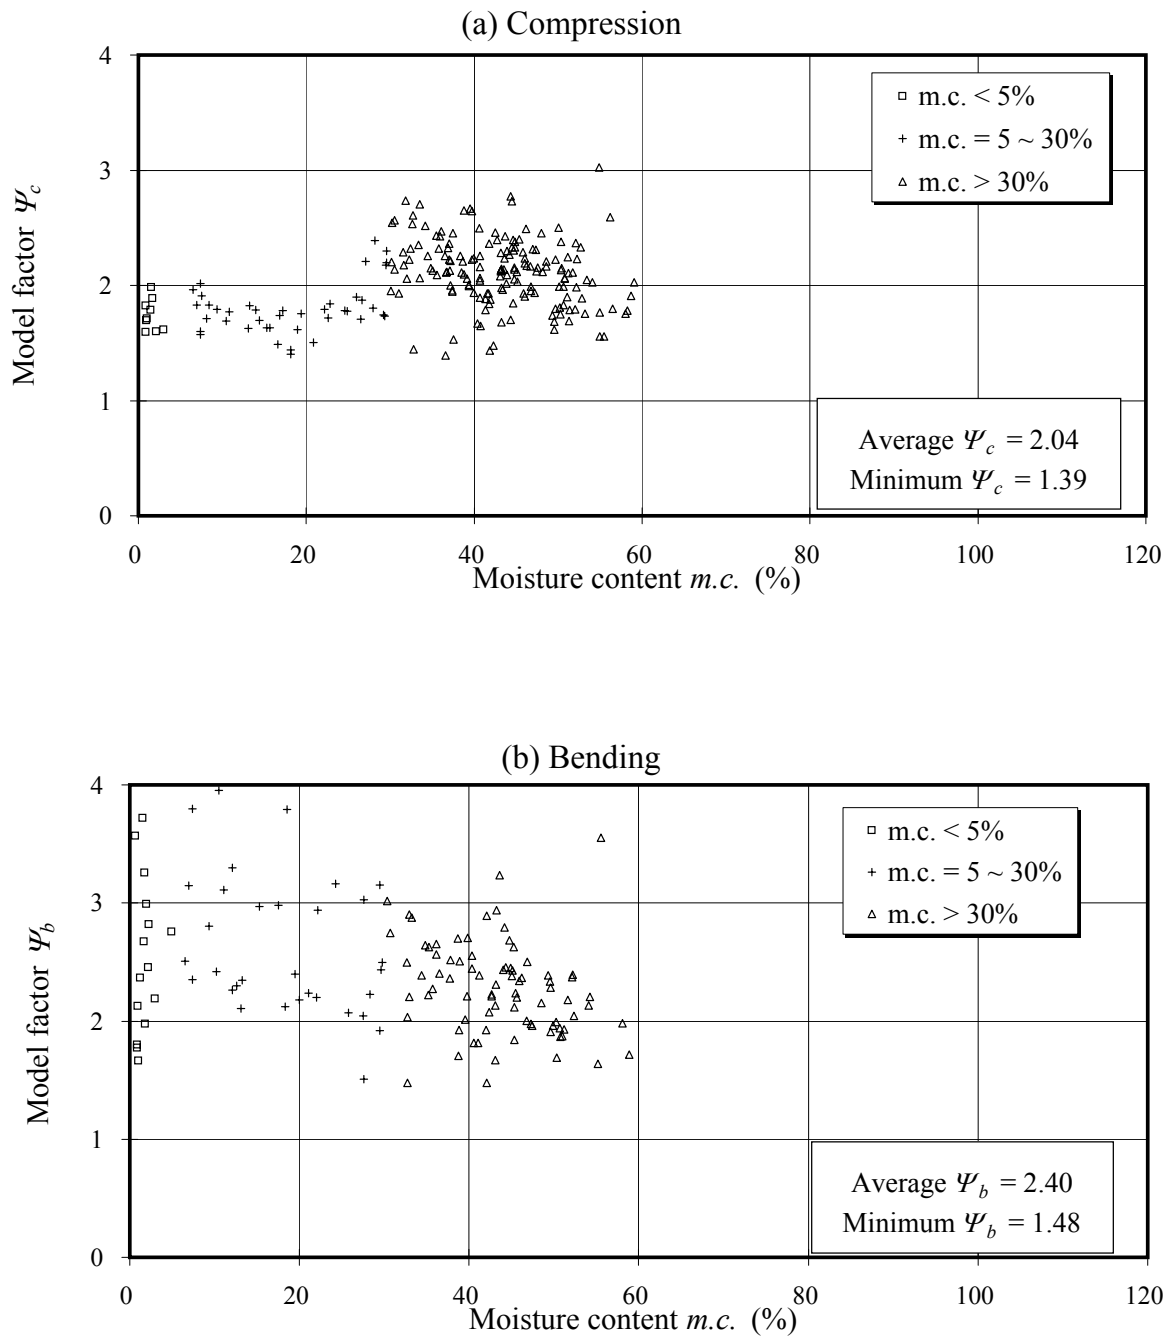 (a) Compression
4
3
2
1
0
Model factor Ψc
m.c. < 5%
m.c. = 5 ~ 30%
m.c. > 30%
Average Ψc = 2.04
Minimum Ψc = 1.39
0 20 40 60 80 100 120
Moisture content m.c. (%)
(b) Bending
4
3
2
1
0
Model factor Ψb
m.c. < 5%
m.c. = 5 ~ 30%
m.c. > 30%
Average Ψb = 2.40
Minimum Ψb = 1.48
0 20 40 60 80 100 120
Moisture content m.c. (%)